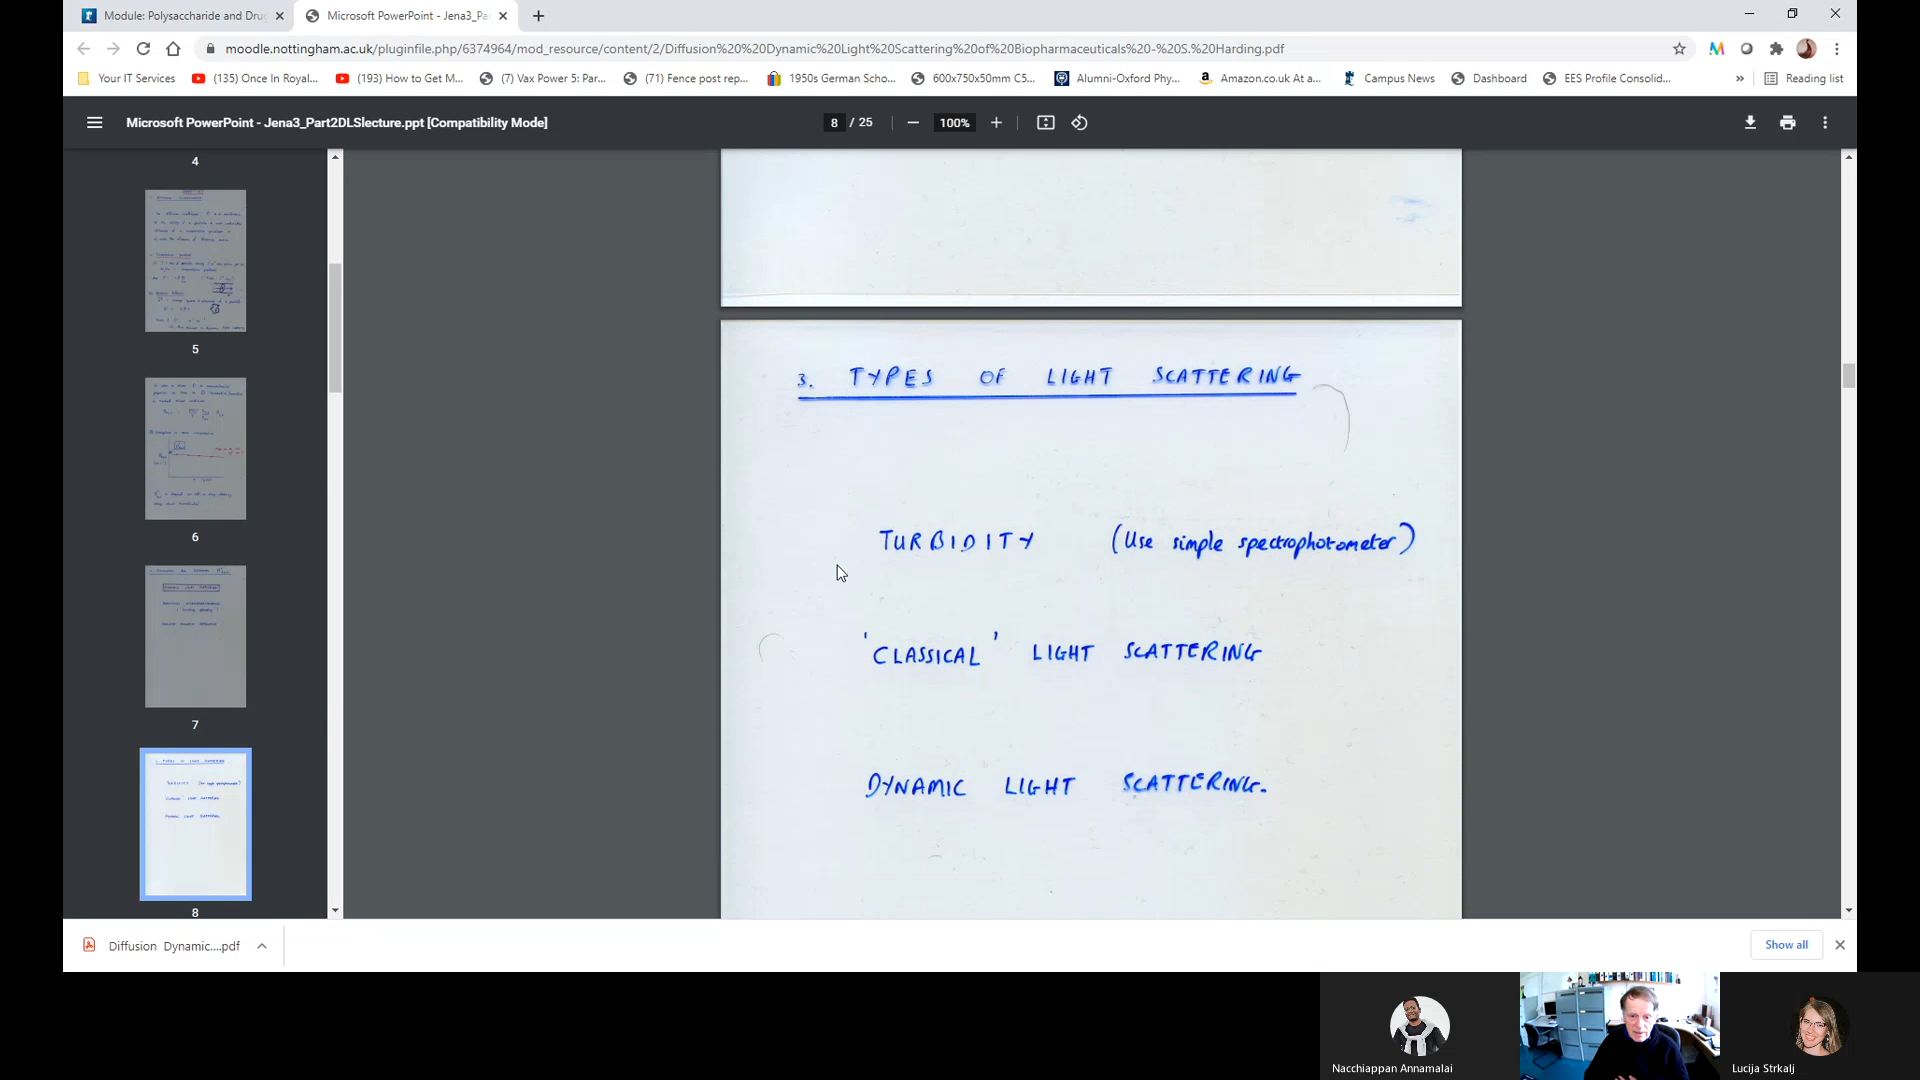 Module: Polysaccharide and Drug
Microsoft PowerPoint - Jena3_Pa
moodle.nottingham.ac.uk/pluginfile.php/6374964/mod_resource/content/2/Diffusion%20%20Dynamic%20Light%20Scattering%20of%20Biopharmaceuticals%20-%20S.%20Harding.pdf
Your IT Services
(135) Once In Royal...
(193) How to Get M...
(7) Vax Power 5: Par...
(71) Fence post rep...
1950s German Scho...
600x750x50mm C5...
Alumni-Oxford Phy...
Amazon.co.uk At a...
Campus News
Dashboard
EES Profile Consolid...
»
Reading list
Microsoft PowerPoint - Jena3_Part2DLSlecture.ppt [Compatibility Mode]
8 / 25
100%
4
5
6
7
8
3. TYPES OF LIGHT SCATTERING
TURBIDITY (Use simple spectrophotometer)
'CLASSICAL' LIGHT SCATTERING
DYNAMIC LIGHT SCATTERING.
Diffusion Dynamic....pdf
Show all
Nacchiappan Annamalai
Lucija Strkalj